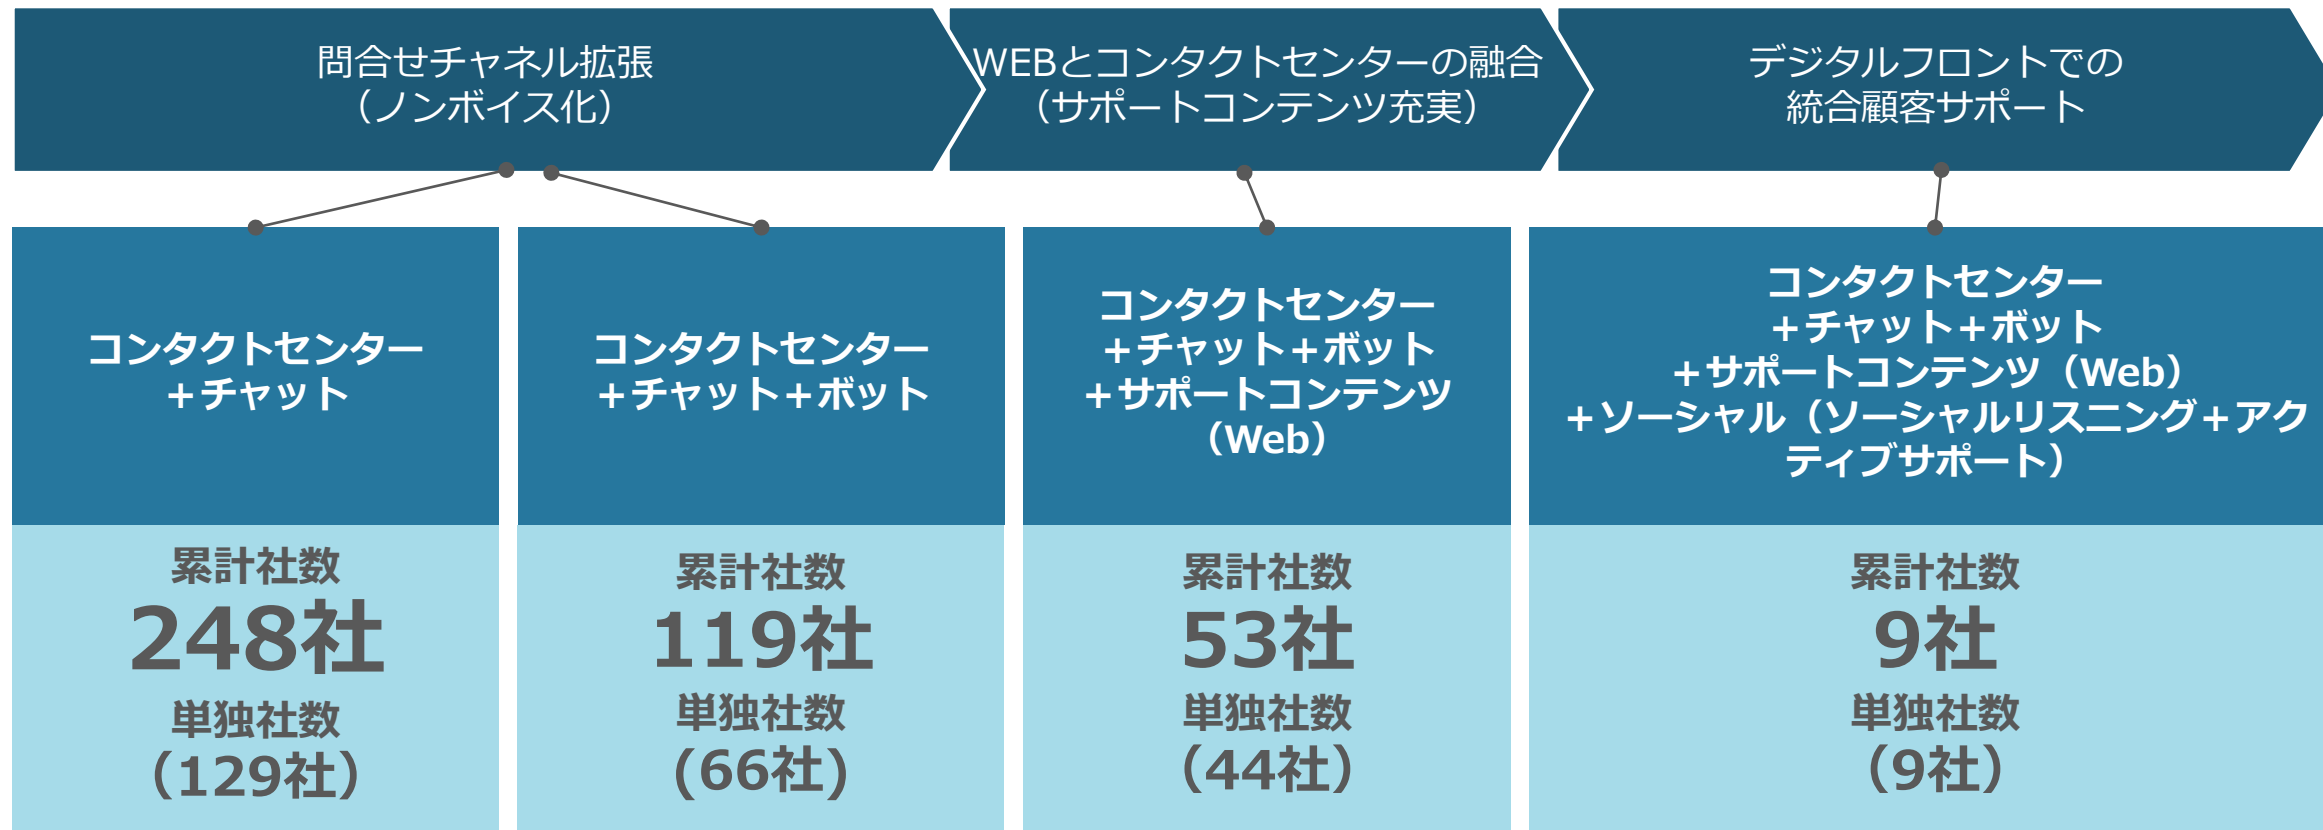 問合せチャネル拡張
（ノンボイス化）
WEBとコンタクトセンターの融合
（サポートコンテンツ充実）
デジタルフロントでの
統合顧客サポート
コンタクトセンター
+チャット
コンタクトセンター
+チャット+ボット
コンタクトセンター
+チャット+ボット
+サポートコンテンツ
（Web）
コンタクトセンター
+チャット+ボット
+サポートコンテンツ（Web）
+ソーシャル（ソーシャルリスニング+アク
ティブサポート）
累計社数
248社
単独社数
（129社）
累計社数
119社
単独社数
(66社)
累計社数
53社
単独社数
（44社）
累計社数
9社
単独社数
（9社）